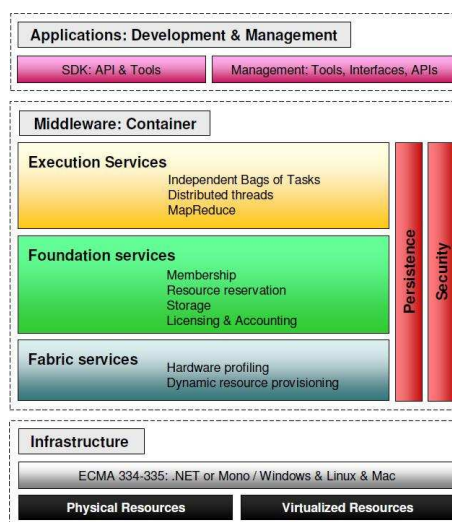 Applications: Development & Management
SDK: API & Tools
Management: Tools, Interfaces, APIs
Middleware: Container
Execution Services
Independent Bags of Tasks
Distributed threads
MapReduce
Foundation services
Membership
Resource reservation
Storage
Licensing & Accounting
Fabric services
Hardware profiling
Dynamic resource provisioning
Persistence
Security
Infrastructure
ECMA 334-335: .NET or Mono / Windows & Linux & Mac
Physical Resources
Virtualized Resources